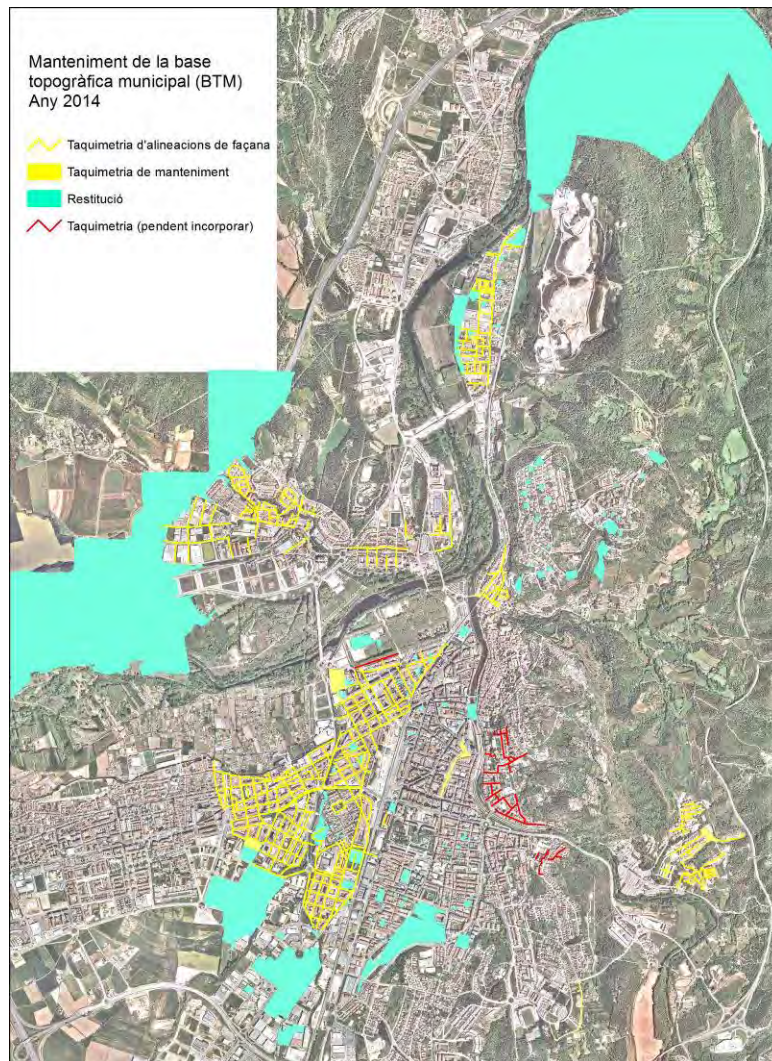 Manteniment de la base
topogràfica municipal (BTM)
Any 2014
Taquimetria d'alineacions de façana
Taquimetria de manteniment
Restitució
Taquimetria (pendent incorporar)